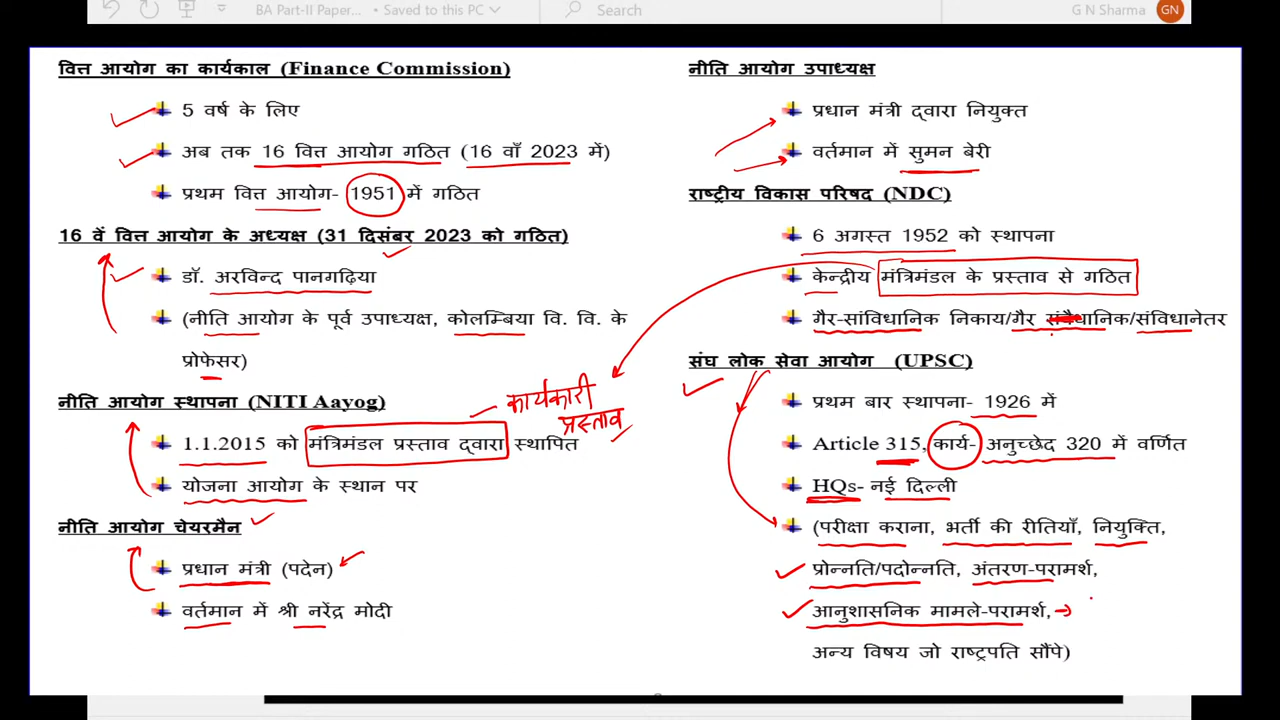 BA Part-II Paper... • Saved to this PC
Search
G N Sharma GN
वित्त आयोग का कार्यकाल (Finance Commission)
5 वर्ष के लिए
अब तक 16 वित्त आयोग गठित (16 वाँ 2023 में)
प्रथम वित्त आयोग- 1951 में गठित
16 वें वित्त आयोग के अध्यक्ष (31 दिसंबर 2023 को गठित)
डॉ. अरविन्द पानगढ़िया
(नीति आयोग के पूर्व उपाध्यक्ष, कोलम्बिया वि. वि. के
प्रोफेसर)
नीति आयोग स्थापना (NITI Aayog)
कार्यकारी
प्रस्ताव
1.1.2015 को मंत्रिमंडल प्रस्ताव द्वारा स्थापित
योजना आयोग के स्थान पर
नीति आयोग चेयरमैन
प्रधान मंत्री (पदेन)
वर्तमान में श्री नरेंद्र मोदी
नीति आयोग उपाध्यक्ष
प्रधान मंत्री द्वारा नियुक्त
वर्तमान में सुमन बेरी
राष्ट्रीय विकास परिषद (NDC)
6 अगस्त 1952 को स्थापना
केन्द्रीय मंत्रिमंडल के प्रस्ताव से गठित
गैर-सांविधानिक निकाय/गैर संवैधानिक/संविधानेतर
संघ लोक सेवा आयोग (UPSC)
प्रथम बार स्थापना- 1926 में
Article 315, कार्य- अनुच्छेद 320 में वर्णित
HQs- नई दिल्ली
(परीक्षा कराना, भर्ती की रीतियाँ, नियुक्ति,
प्रोन्नति/पदोन्नति, अंतरण-परामर्श,
आनुशासनिक मामले-परामर्श,
अन्य विषय जो राष्ट्रपति सौंपे)